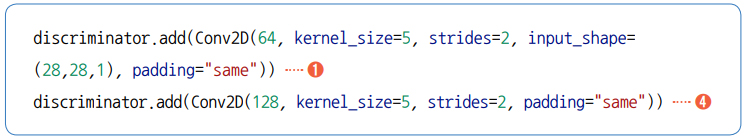 discriminator.add(Conv2D(64, kernel_size=5, strides=2, input_shape=
(28,28,1), padding="same")) ····· ❶
discriminator.add(Conv2D(128, kernel_size=5, strides=2, padding="same")) ····· ❹